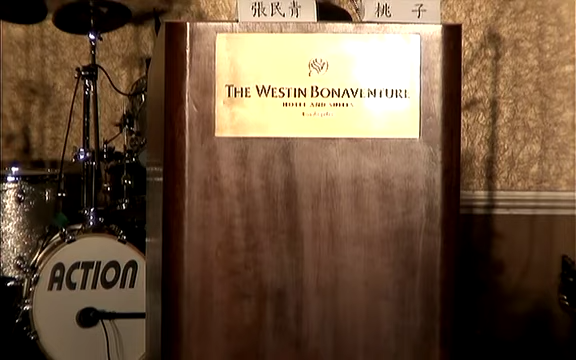 張民青
桃 子
THE WESTIN BONAVENTURE
HOTEL AND SUITES
ACTION